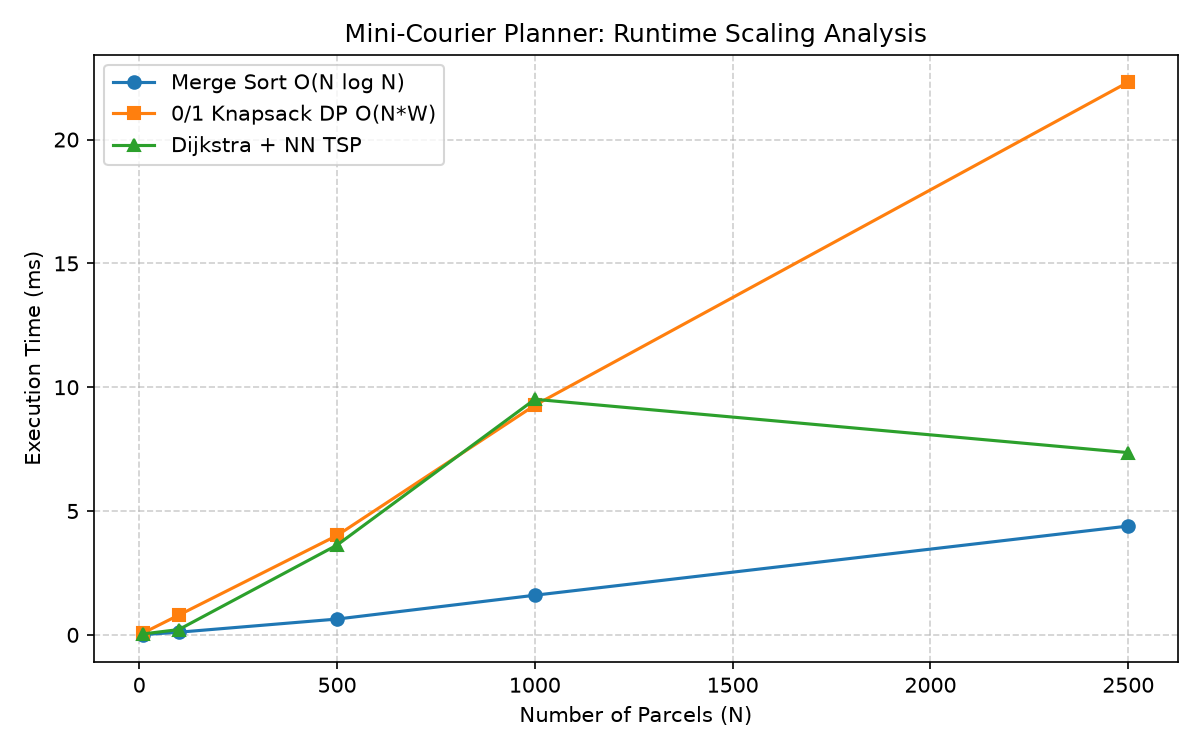 Mini-Courier Planner: Runtime Scaling Analysis
Merge Sort O(N log N)
0/1 Knapsack DP O(N*W)
Dijkstra + NN TSP
Execution Time (ms)
20
15
10
5
0
0 500 1000 1500 2000 2500
Number of Parcels (N)